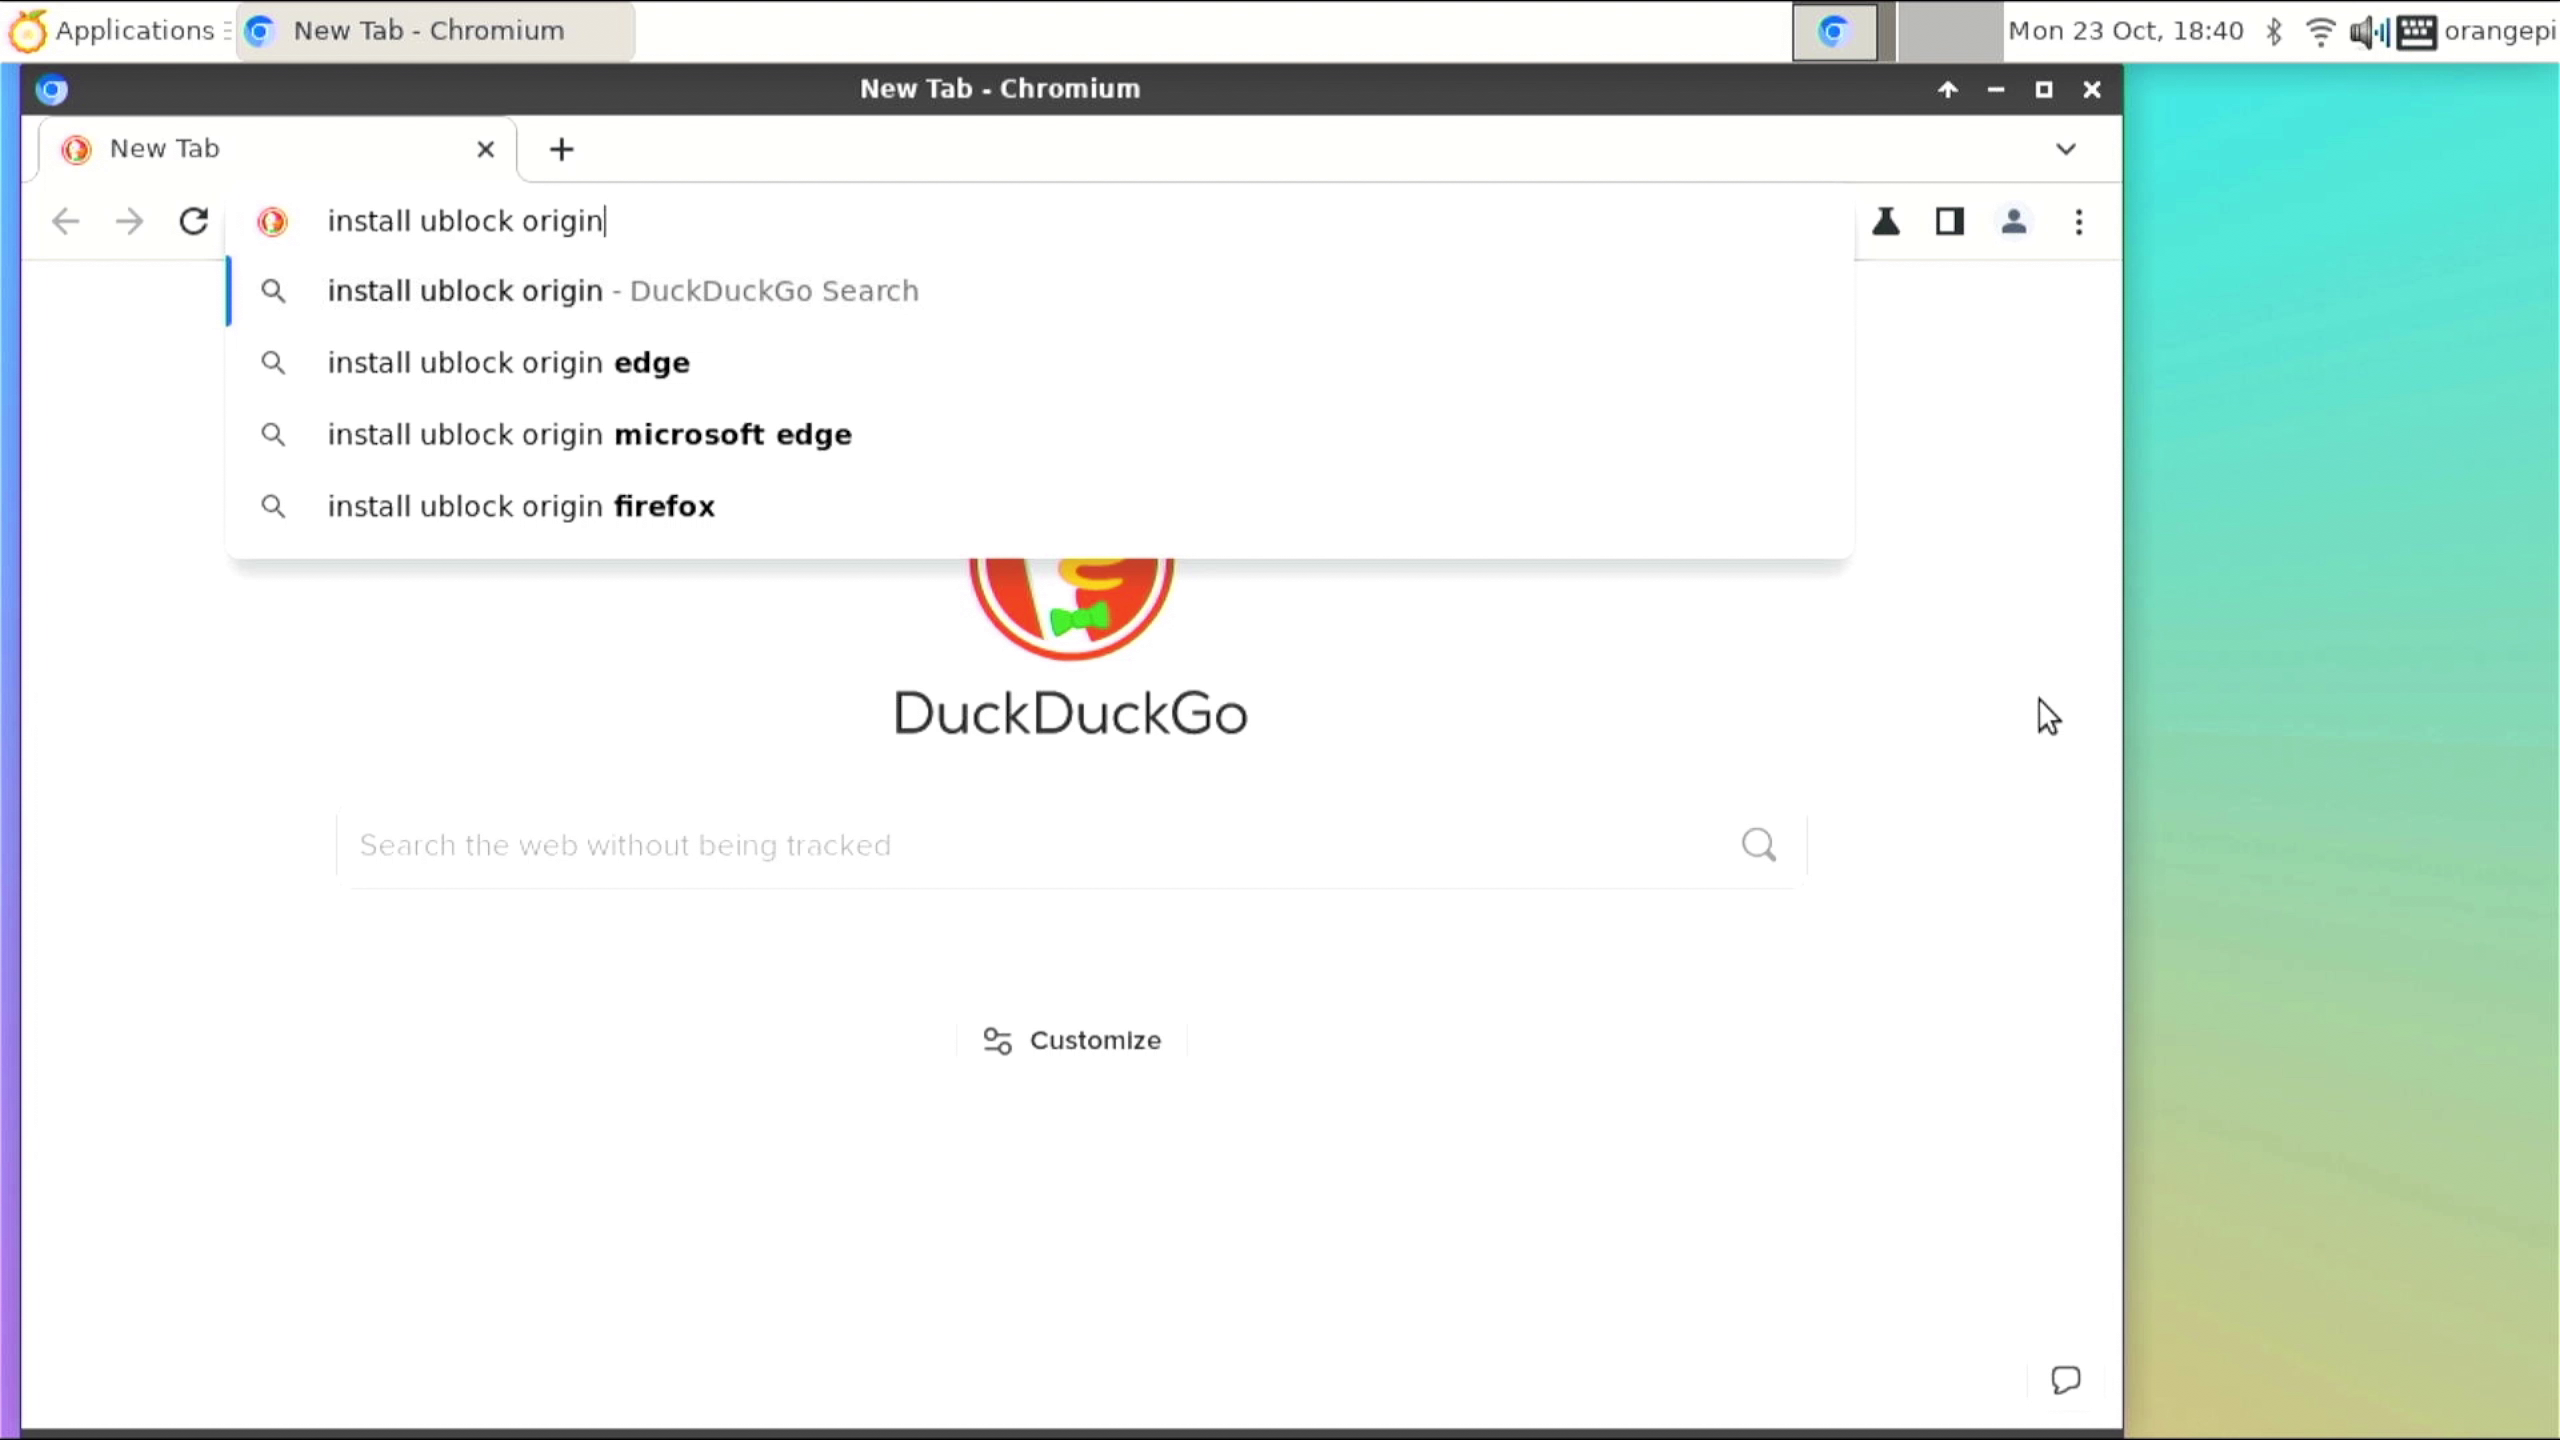 Applications
New Tab - Chromium
Mon 23 Oct, 18:40
orangepi
New Tab - Chromium
New Tab
install ublock origin
install ublock origin - DuckDuckGo Search
install ublock origin edge
install ublock origin microsoft edge
install ublock origin firefox
DuckDuckGo
Search the web without being tracked
Customize